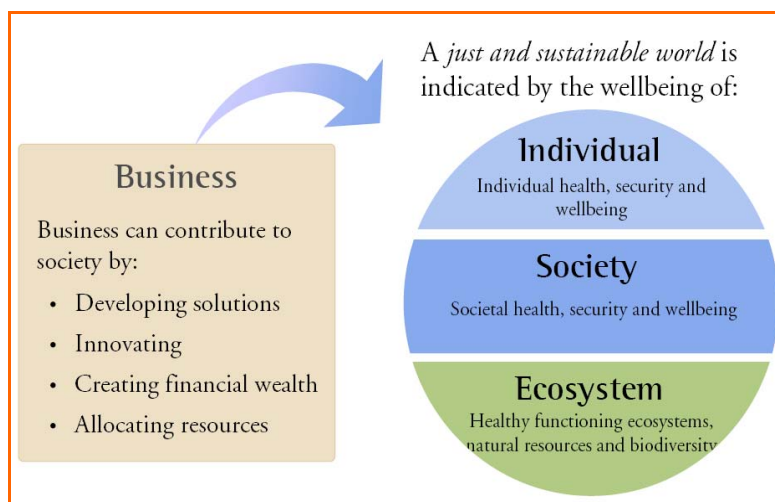 Business
Business can contribute to
society by:
• Developing solutions
• Innovating
• Creating financial wealth
• Allocating resources
A just and sustainable world is
indicated by the wellbeing of:
Individual
Individual health, security and
wellbeing
Society
Societal health, security and wellbeing
Ecosystem
Healthy functioning ecosystems,
natural resources and biodiversity